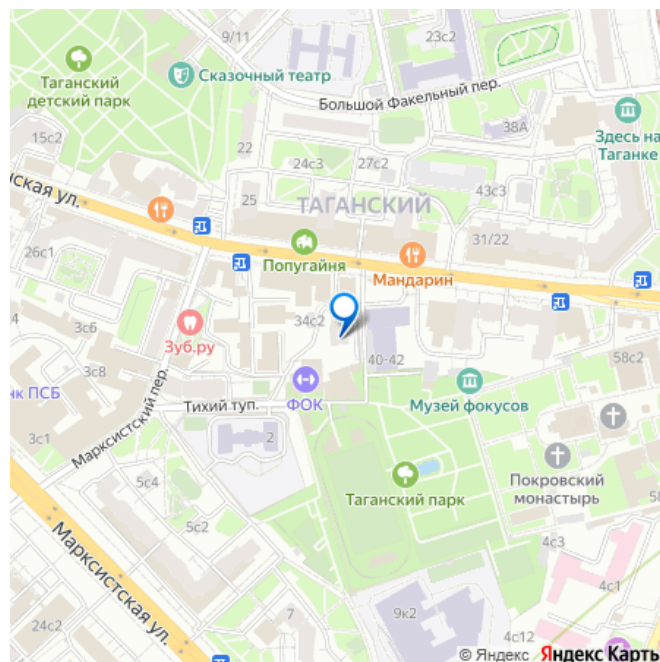 9/11
23с2
Таганский
детский парк
Сказочный театр
Большой Факельный пер.
38А
Здесь на
Таганке
15с2
22
24с3
27с2
43с3
нская ул.
25
ТАГАНСКИЙ
31/22
26с1
Попугайня
Мандарин
34с2
3с6
Зуб.ру
40-42
58с2
3с8
нк ПСБ
ФОК
Музей фокусов
Тихий туп.
Марксистский пер.
2
3с1
Покровский
монастырь
58
5с4
Таганский парк
5с2
4с3
Марксистская ул.
4с1
7
9к2
24с2
4с12
© Яндекс Яндекс Карты